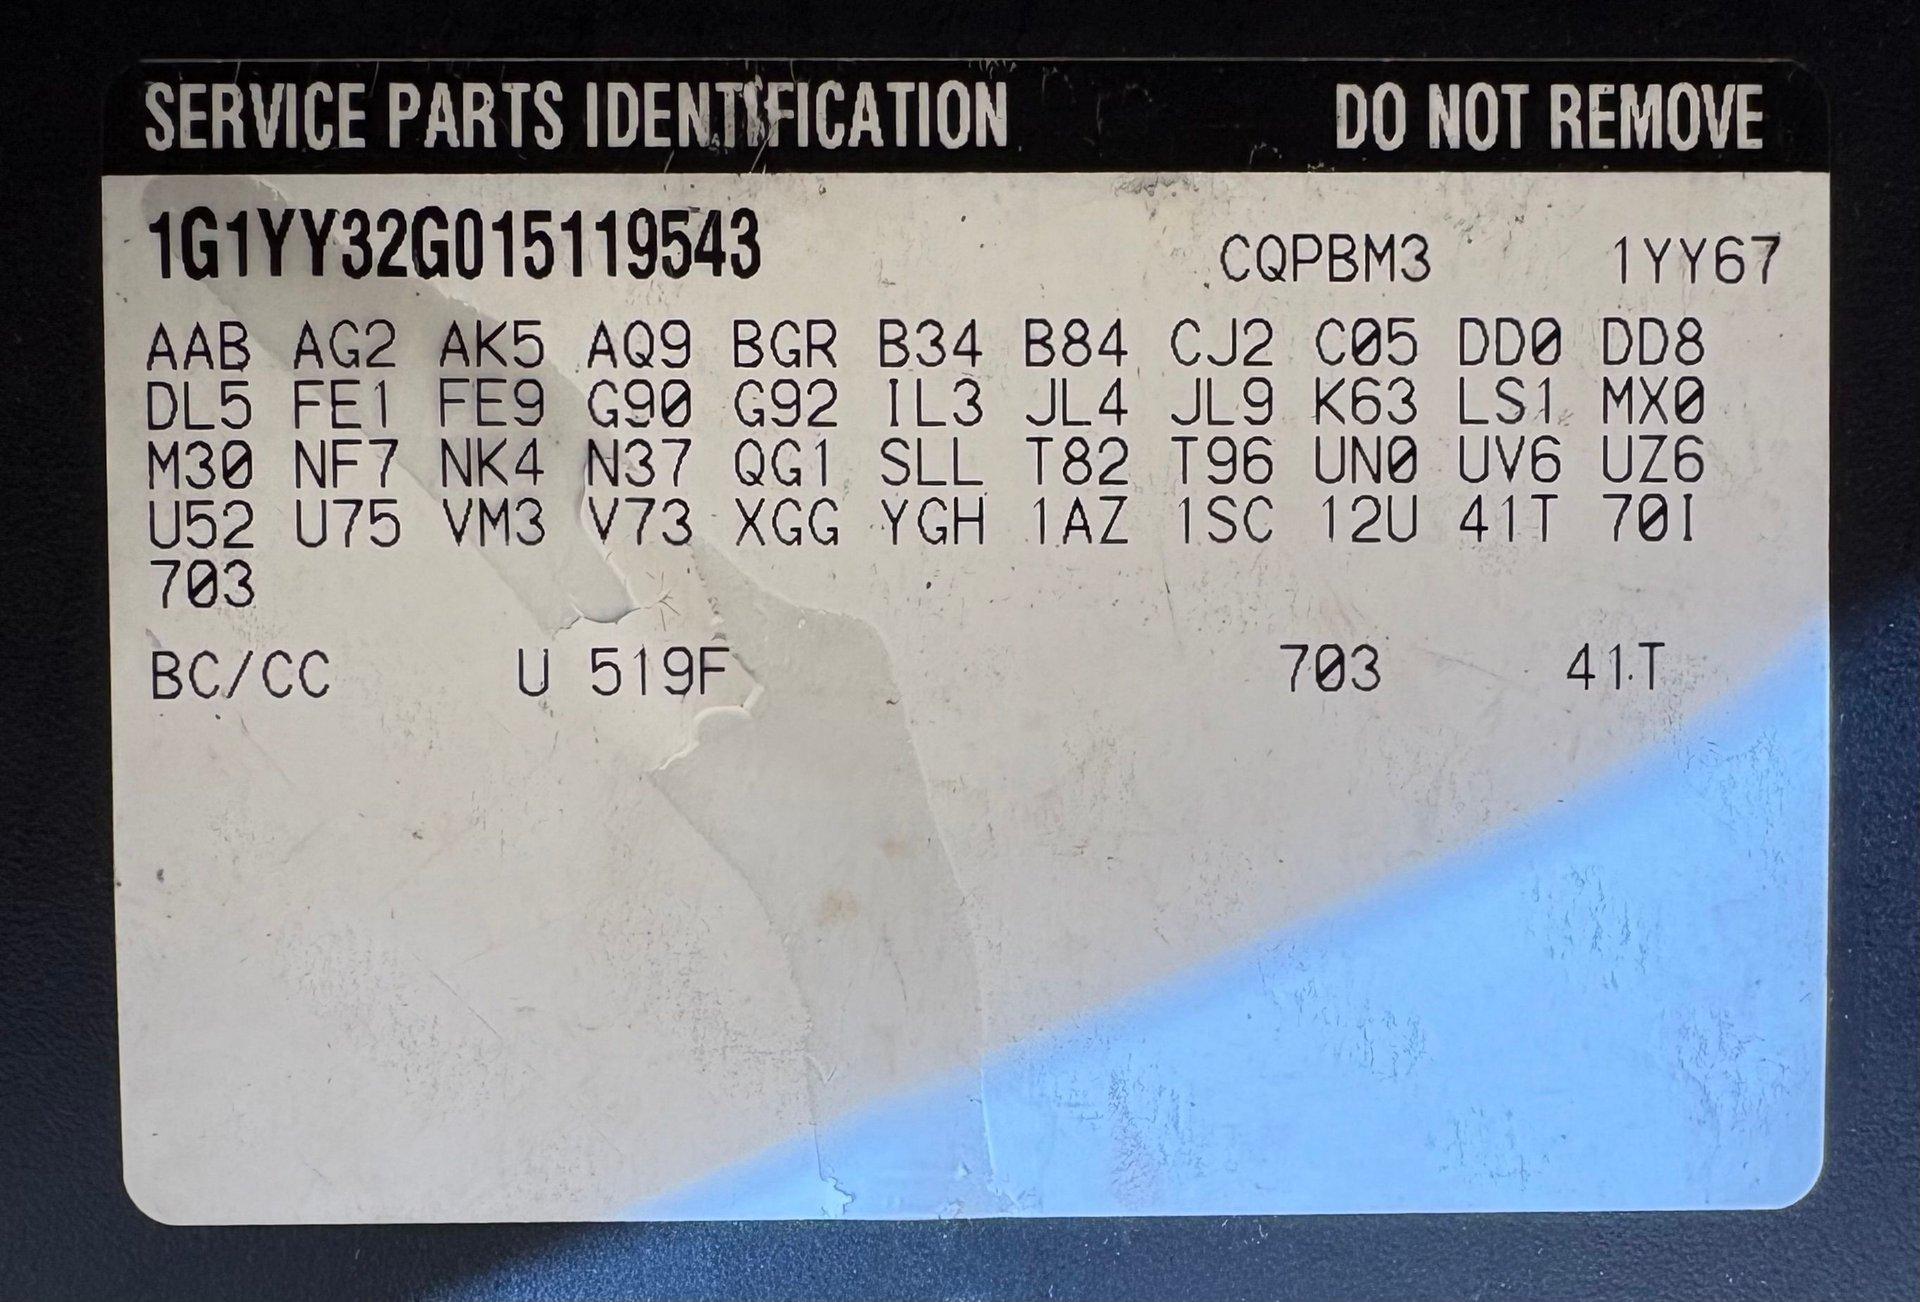 SERVICE PARTS IDENTIFICATION DO NOT REMOVE
1G1YY32G015119543 CQPBM3 1YY67
AAB AG2 AK5 AQ9 BGR B34 B84 CJ2 C05 DD0 DD8
DL5 FE1 FE9 G90 G92 IL3 JL4 JL9 K63 LS1 MX0
M30 NF7 NK4 N37 QG1 SLL T82 T96 UN0 UV6 UZ6
U52 U75 VM3 V73 XGG YGH 1AZ 1SC 12U 41T 70I
703
BC/CC U 519F 703 41T